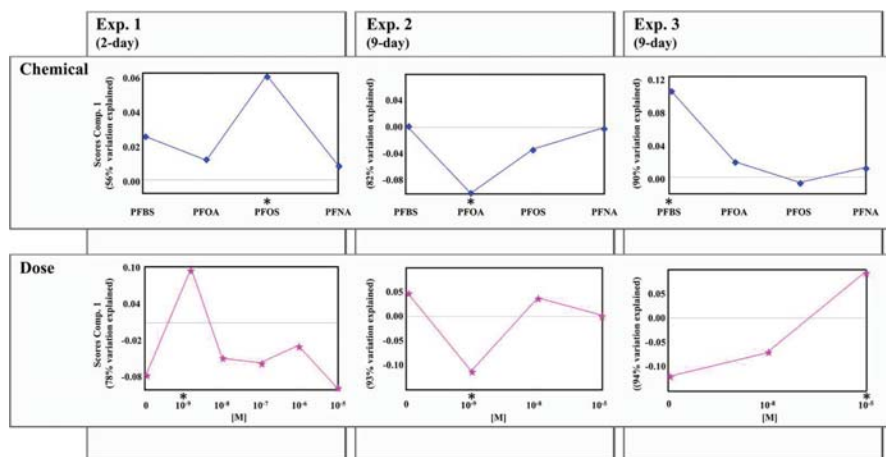 Exp. 1
(2-day)
Exp. 2
(9-day)
Exp. 3
(9-day)
Chemical
Scores Comp. 1
(56% variation explained)
0.06
0.04
0.02
0.00
PFBS PFOA PFOS PFNA
*
(82% variation explained)
0.04
0.00
-0.04
-0.08
PFBS PFOA PFOS PFNA
*
(90% variation explained)
0.12
0.08
0.04
0.00
PFBS PFOA PFOS PFNA
*
Dose
Scores Comp. 1
(78% variation explained)
0.10
0.04
-0.02
-0.08
0 10⁻⁹ 10⁻⁸ 10⁻⁷ 10⁻⁶ 10⁻⁵
*
[M]
(93% variation explained)
0.05
0.00
-0.05
-0.10
0 10⁻⁵
*
[M]
((94% variation explained)
0.05
0.00
-0.05
-0.10
0 10⁻⁵
*
[M]